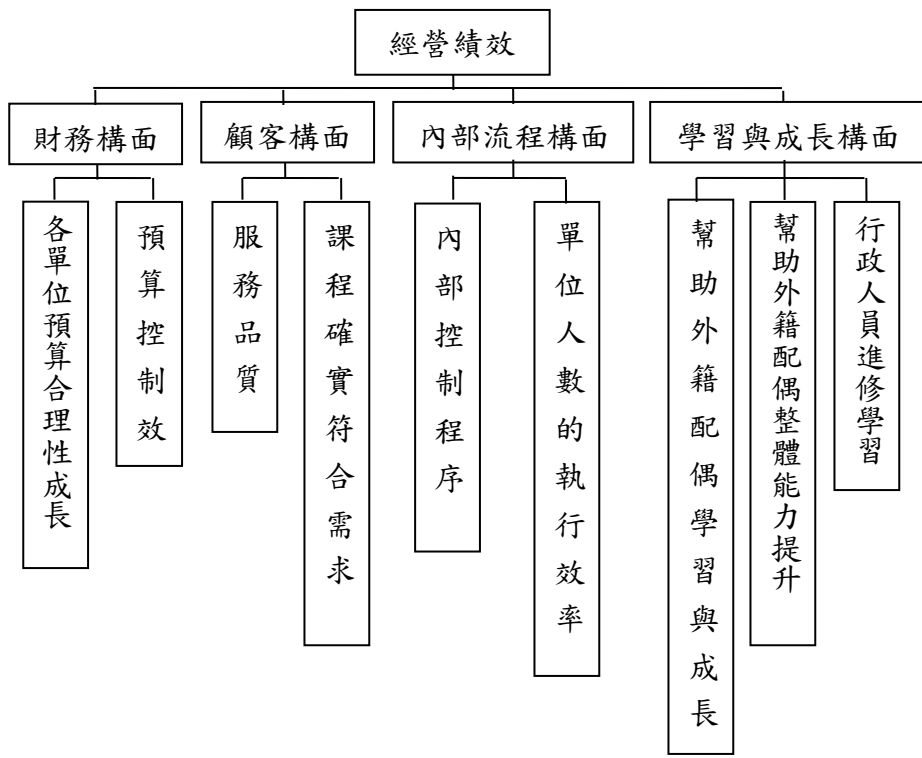 經營績效
財務構面
顧客構面
內部流程構面
學習與成長構面
各單位預算合理性成長
預算控制效
服務品質
課程確實符合需求
內部控制程序
單位人數的執行效率
幫助外籍配偶學習與成長
幫助外籍配偶整體能力提升
行政人員進修學習